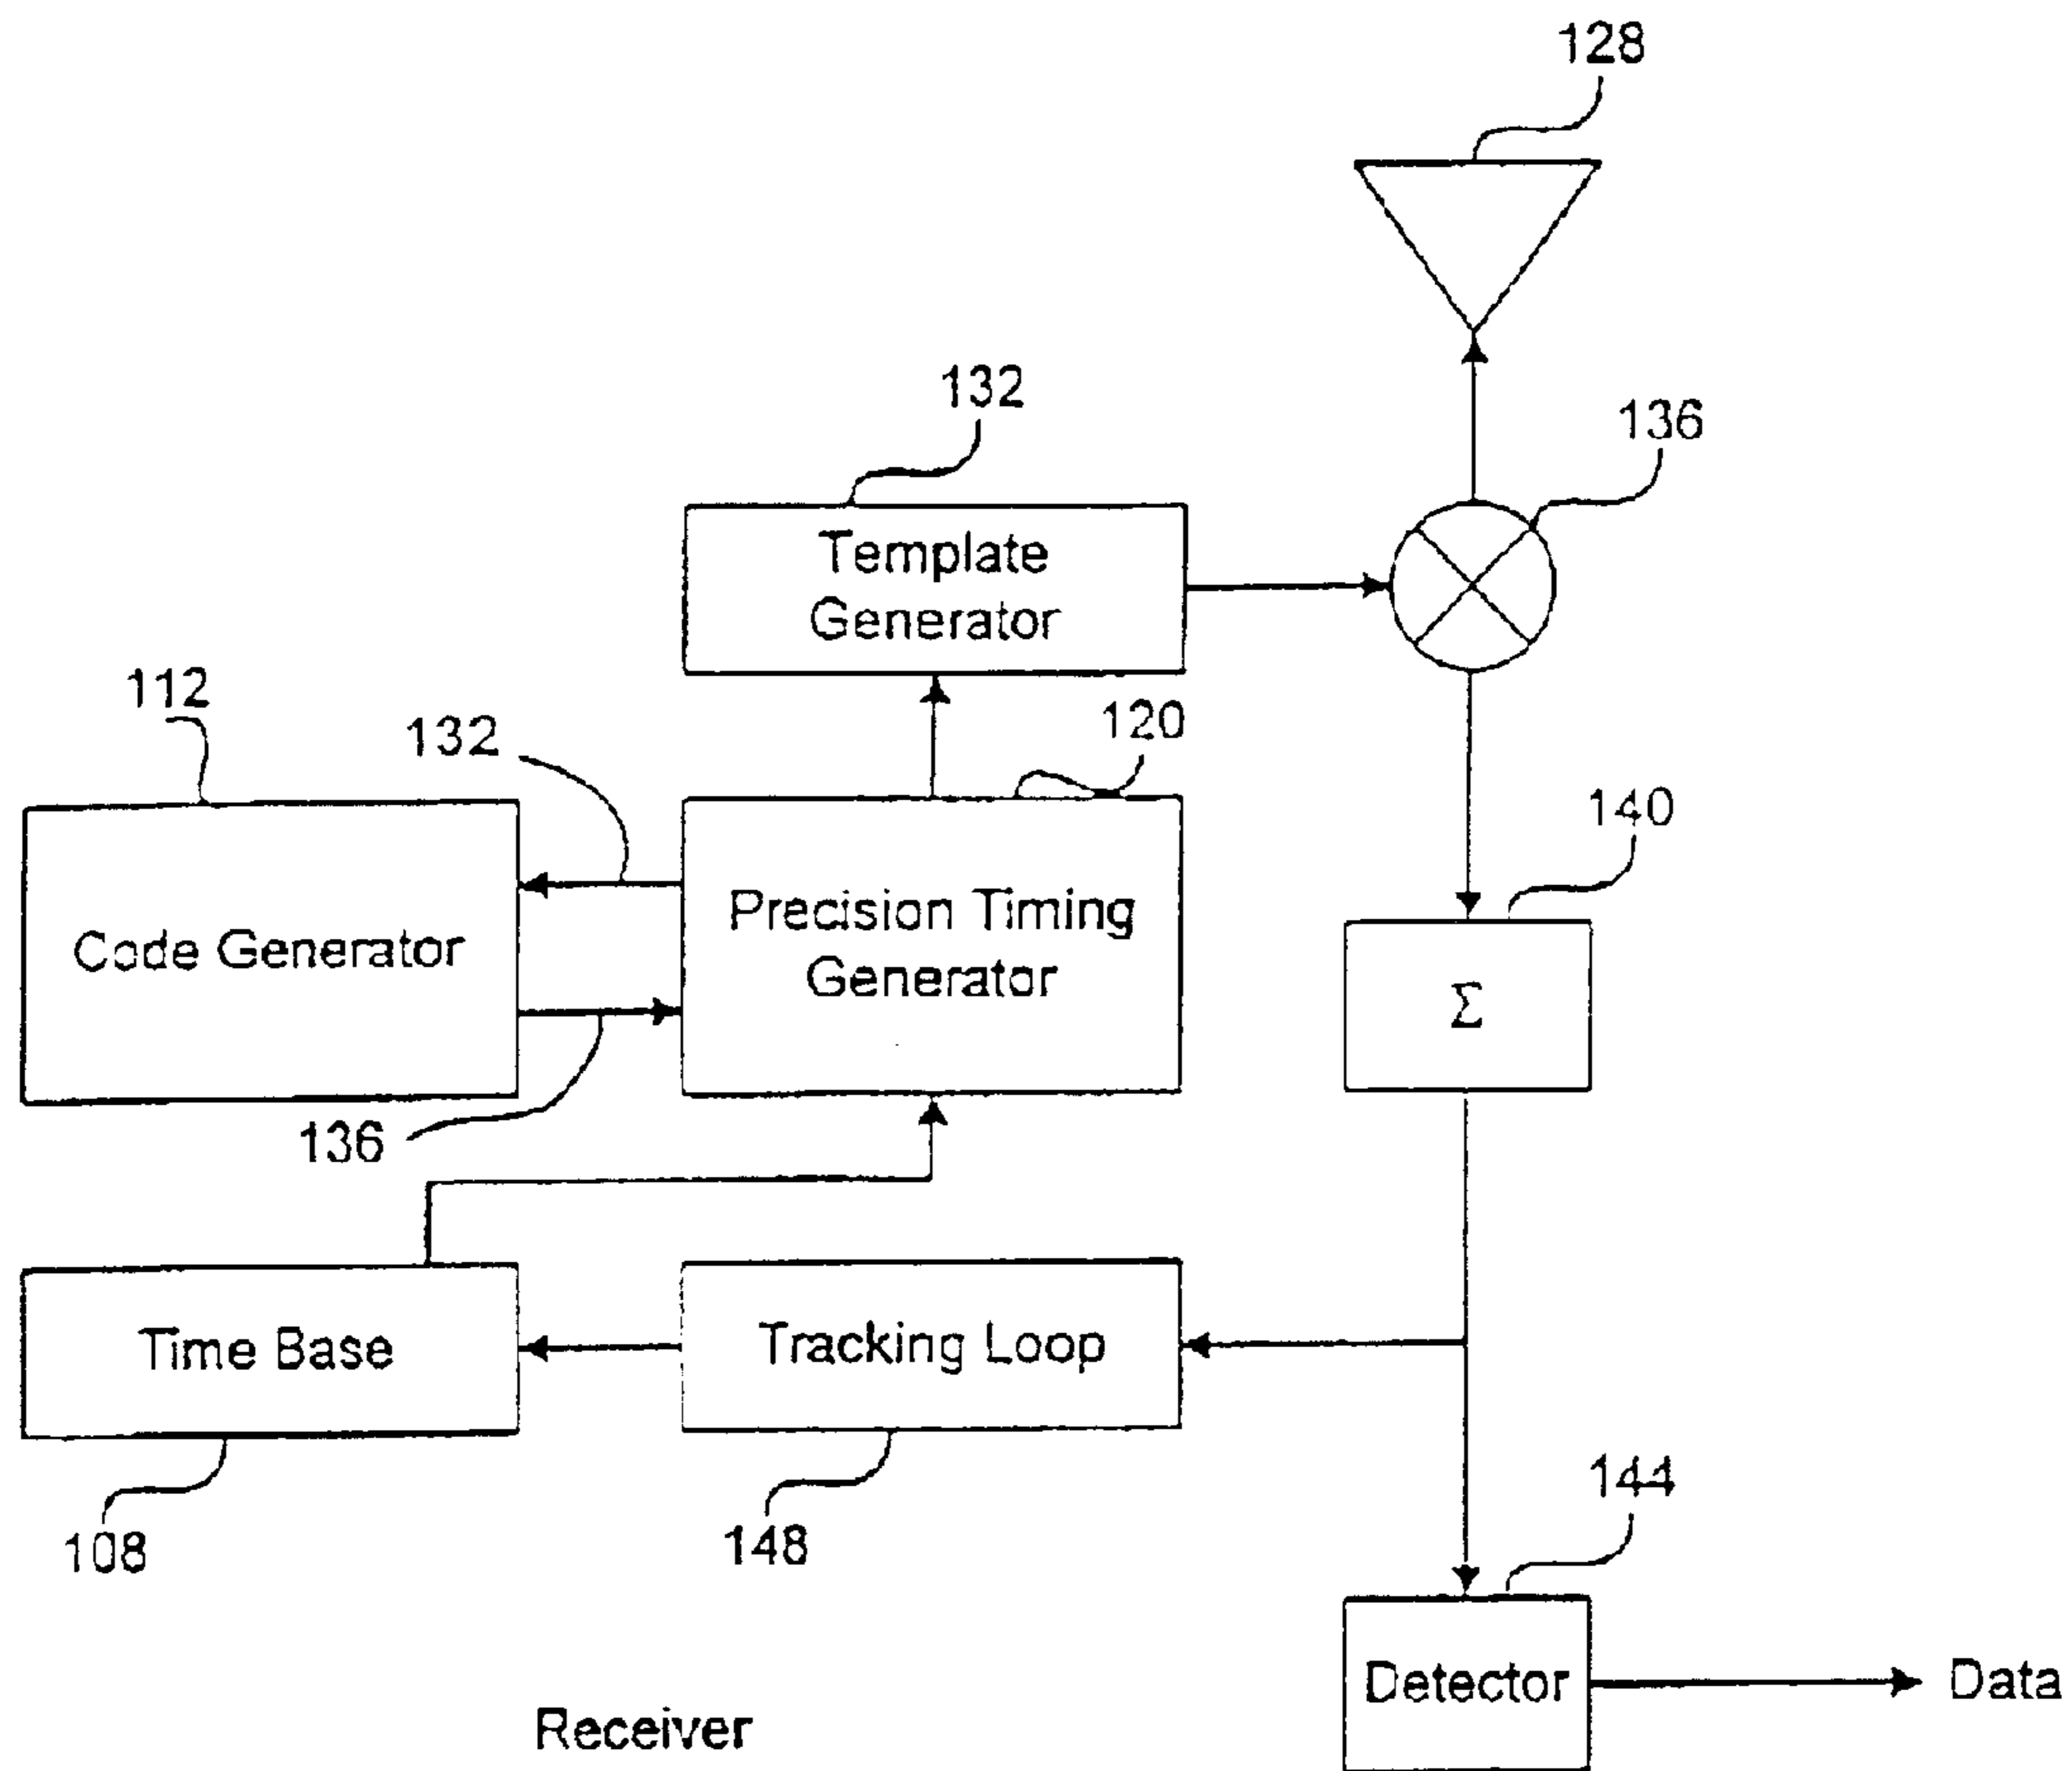 128
132
136
Template
Generator
112
132
120
140
Code Generator
Precision Timing
Generator
Σ
136
Time Base
Tracking Loop
108
148
144
Detector
Data
Receiver